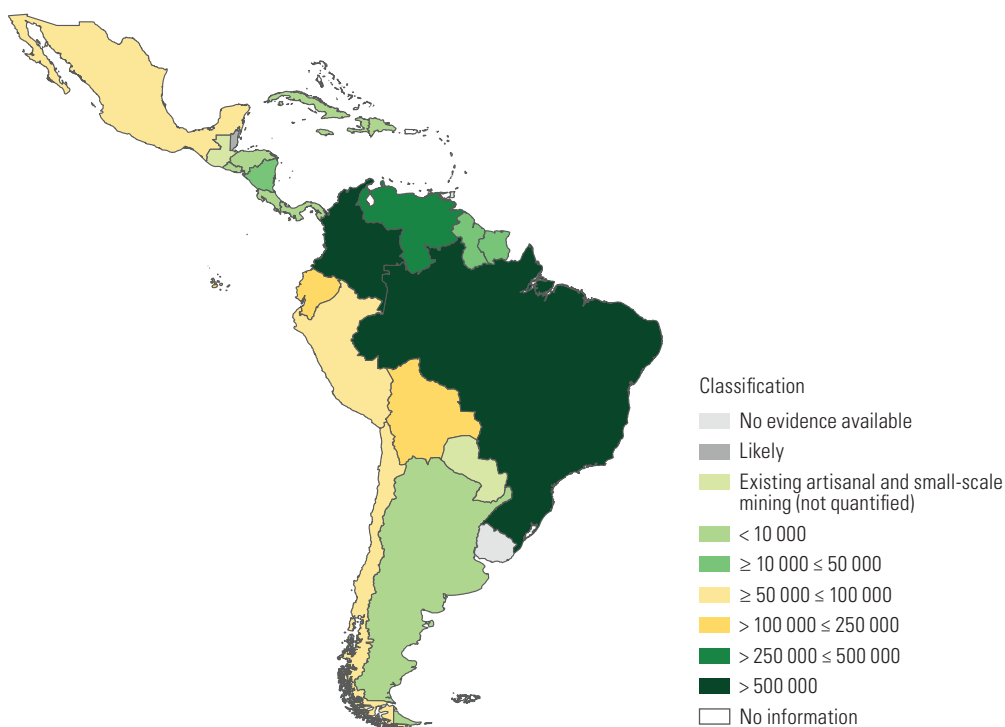 Classification
No evidence available
Likely
Existing artisanal and small-scale
mining (not quantified)
< 10 000
≥ 10 000 ≤ 50 000
≥ 50 000 ≤ 100 000
> 100 000 ≤ 250 000
> 250 000 ≤ 500 000
> 500 000
No information